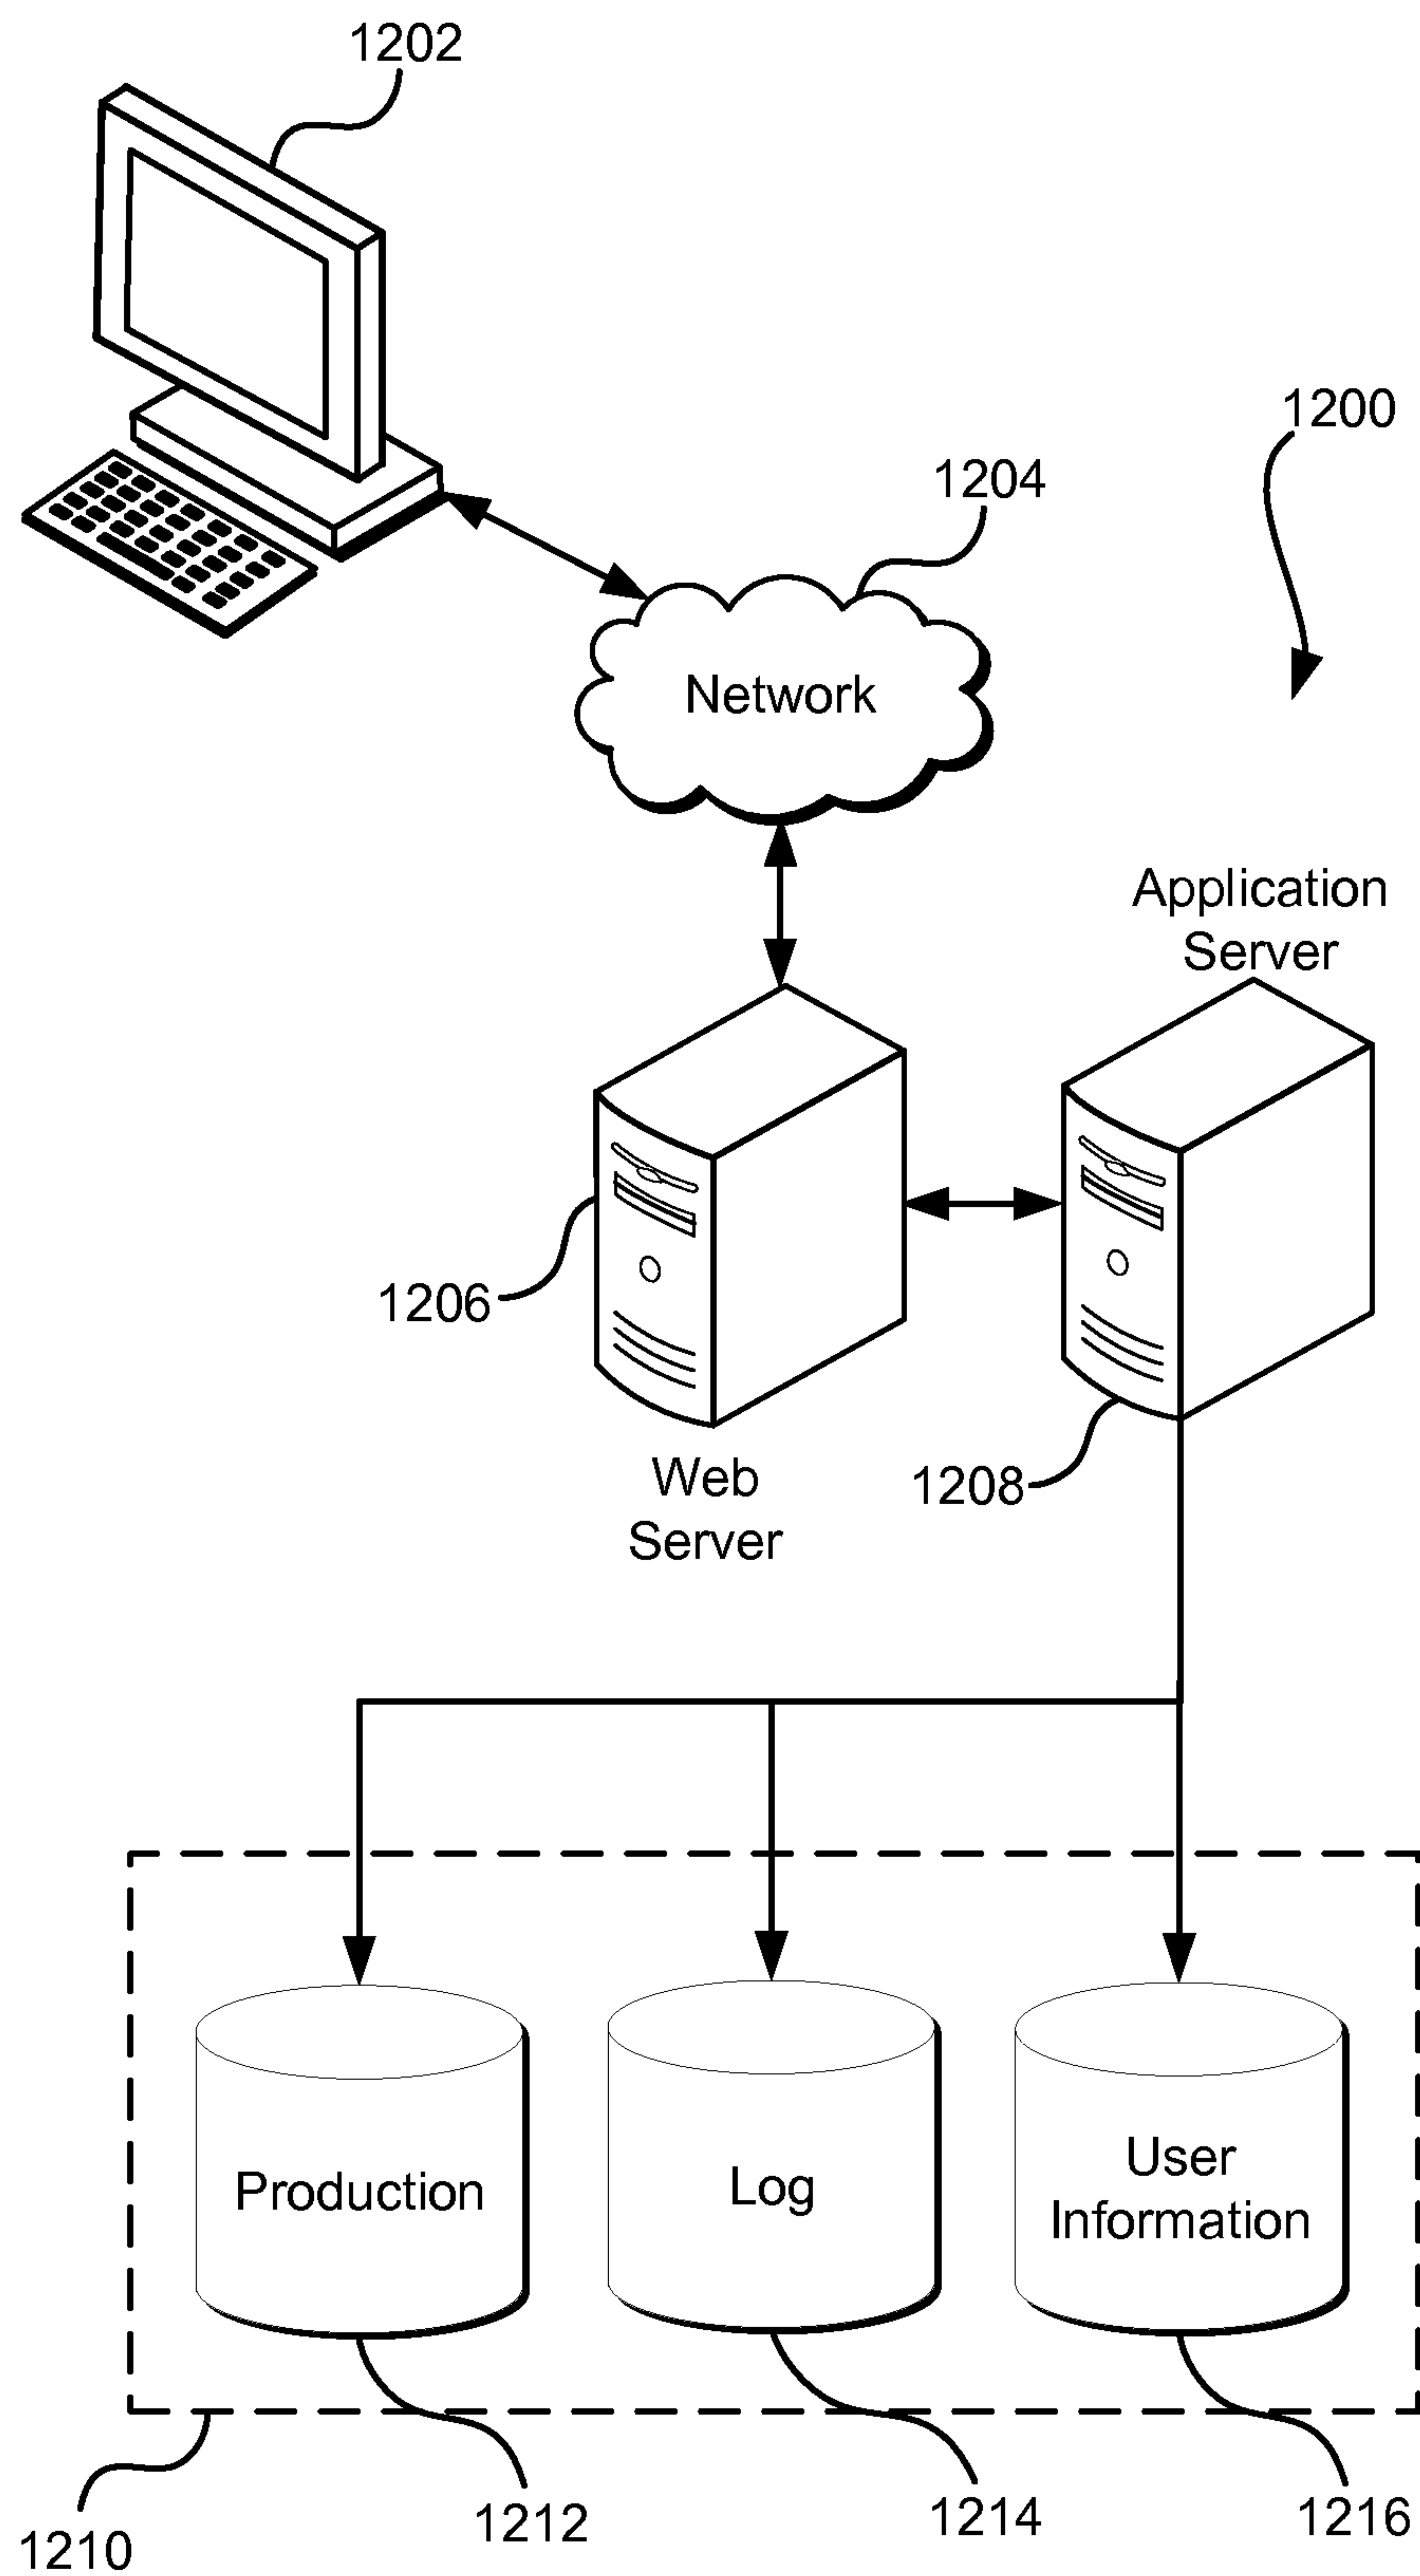 1202
1200
1204
Network
Application
Server
1206
1208
Web
Server
Production
Log
User
Information
1210
1212
1214
1216